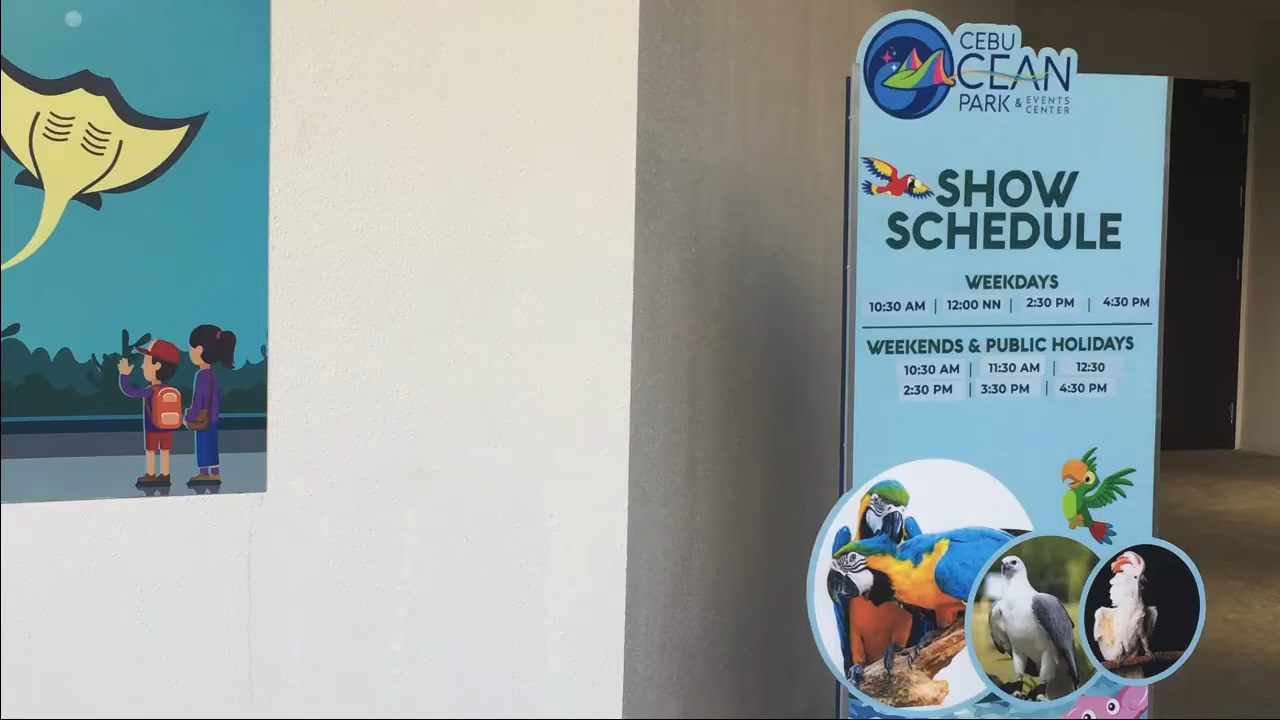 CEBU
OCEAN
PARK & EVENTS CENTER
SHOW
SCHEDULE
WEEKDAYS
10:30 AM | 12:00 NN | 2:30 PM | 4:30 PM
WEEKENDS & PUBLIC HOLIDAYS
10:30 AM | 11:30 AM | 12:30
2:30 PM | 3:30 PM | 4:30 PM